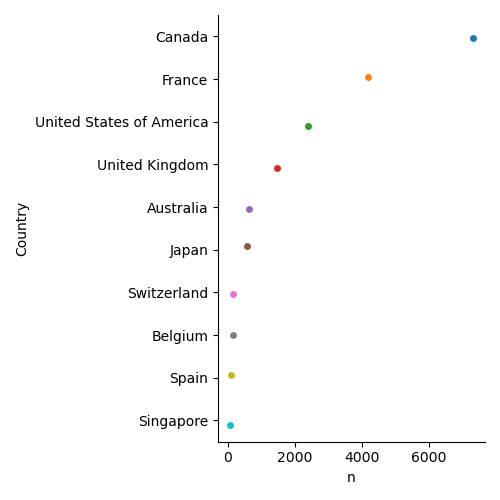 Canada
France
United States of America
United Kingdom
Australia
Japan
Switzerland
Belgium
Spain
Singapore
Country
0 2000 4000 6000
n